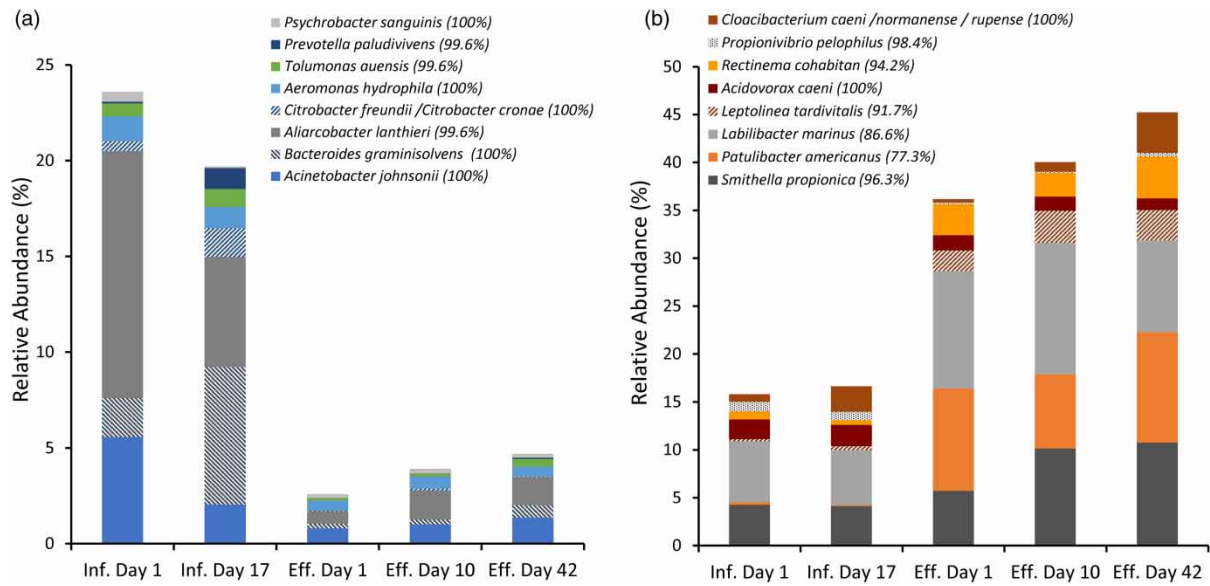 (a)
Psychrobacter sanguinis (100%)
Prevotella paludivivens (99.6%)
Tolumonas auensis (99.6%)
Aeromonas hydrophila (100%)
Citrobacter freundii /Citrobacter cronae (100%)
Aliarcobacter lanthieri (99.6%)
Bacteroides graminisolvens (100%)
Acinetobacter johnsonii (100%)
Relative Abundance (%)
25
20
15
10
5
0
Inf. Day 1
Inf. Day 17
Eff. Day 1
Eff. Day 10
Eff. Day 42
(b)
Cloacibacterium caeni /normanense / rupense (100%)
Propionivibrio pelophilus (98.4%)
Rectinema cohabitan (94.2%)
Acidovorax caeni (100%)
Leptolinea tardivitalis (91.7%)
Labilibacter marinus (86.6%)
Patulibacter americanus (77.3%)
Smithella propionica (96.3%)
Relative Abundance (%)
50
45
40
35
30
25
20
15
10
5
0
Inf. Day 1
Inf. Day 17
Eff. Day 1
Eff. Day 10
Eff. Day 42